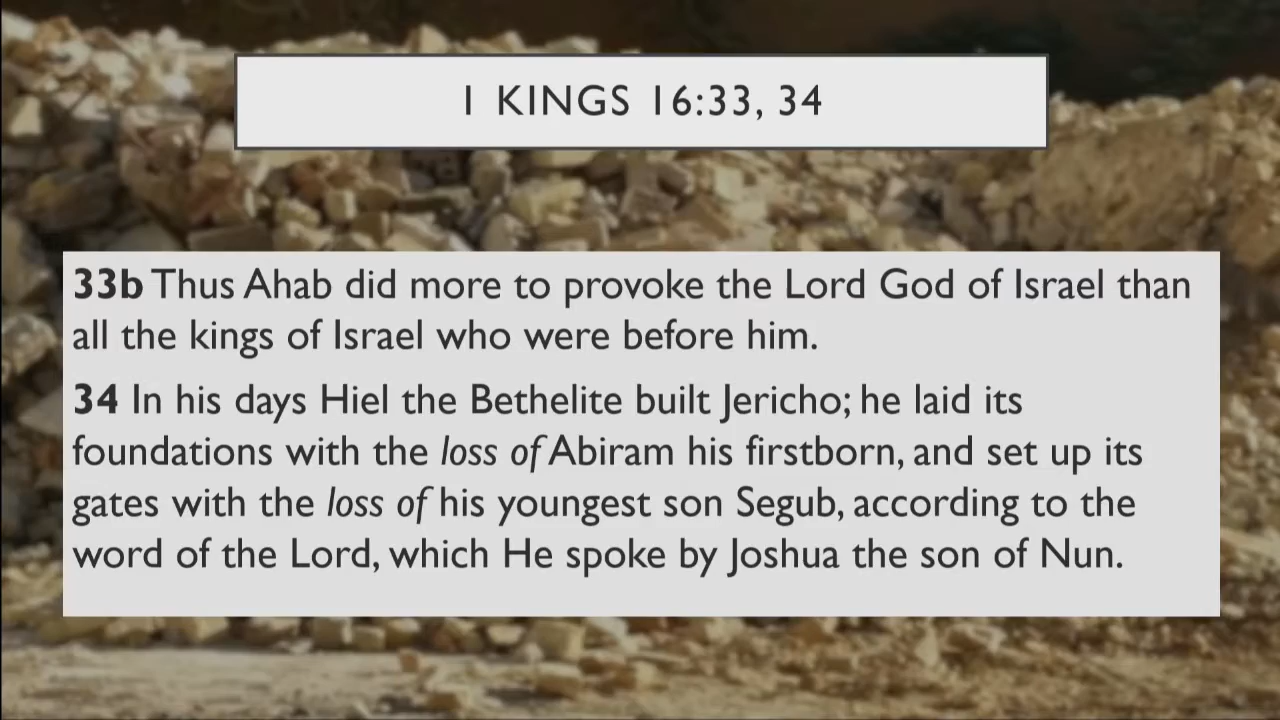 1 KINGS 16:33, 34
33b Thus Ahab did more to provoke the Lord God of Israel than
all the kings of Israel who were before him.
34 In his days Hiel the Bethelite built Jericho; he laid its
foundations with the loss of Abiram his firstborn, and set up its
gates with the loss of his youngest son Segub, according to the
word of the Lord, which He spoke by Joshua the son of Nun.